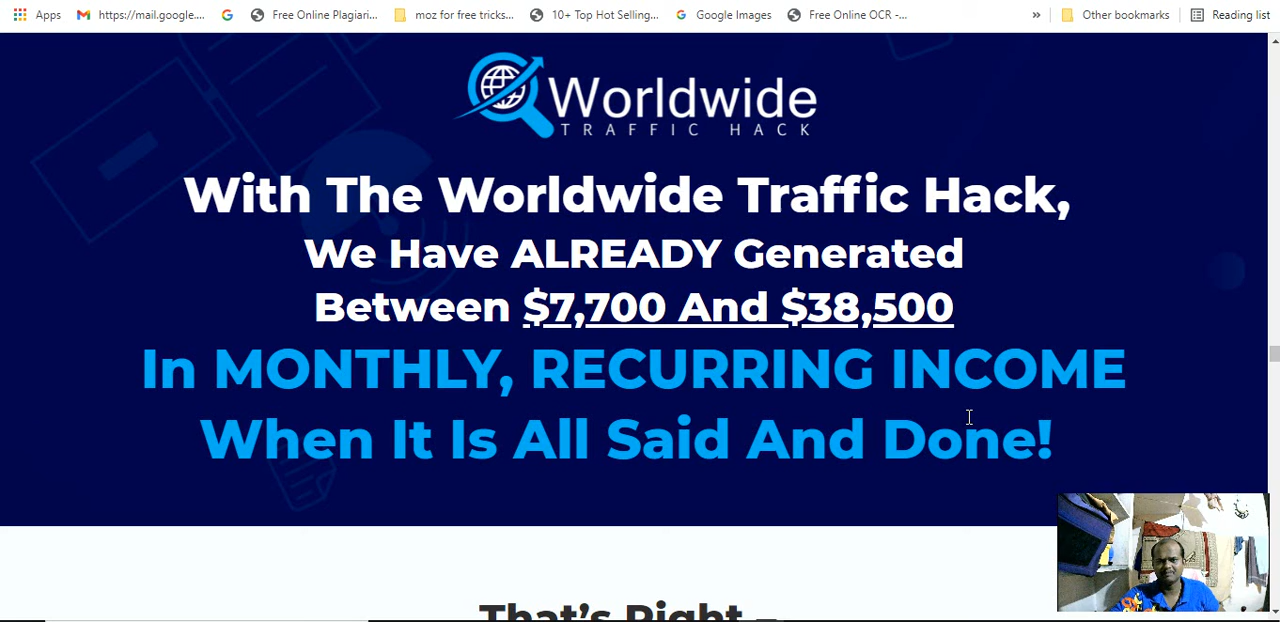 Apps
https://mail.google....
Free Online Plagiari...
moz for free tricks...
10+ Top Hot Selling...
Google Images
Free Online OCR -...
»
Other bookmarks
Reading list
Worldwide
TRAFFIC HACK
With The Worldwide Traffic Hack,
We Have ALREADY Generated
Between $7,700 And $38,500
In MONTHLY, RECURRING INCOME
When It Is All Said And Done!
That's Right –